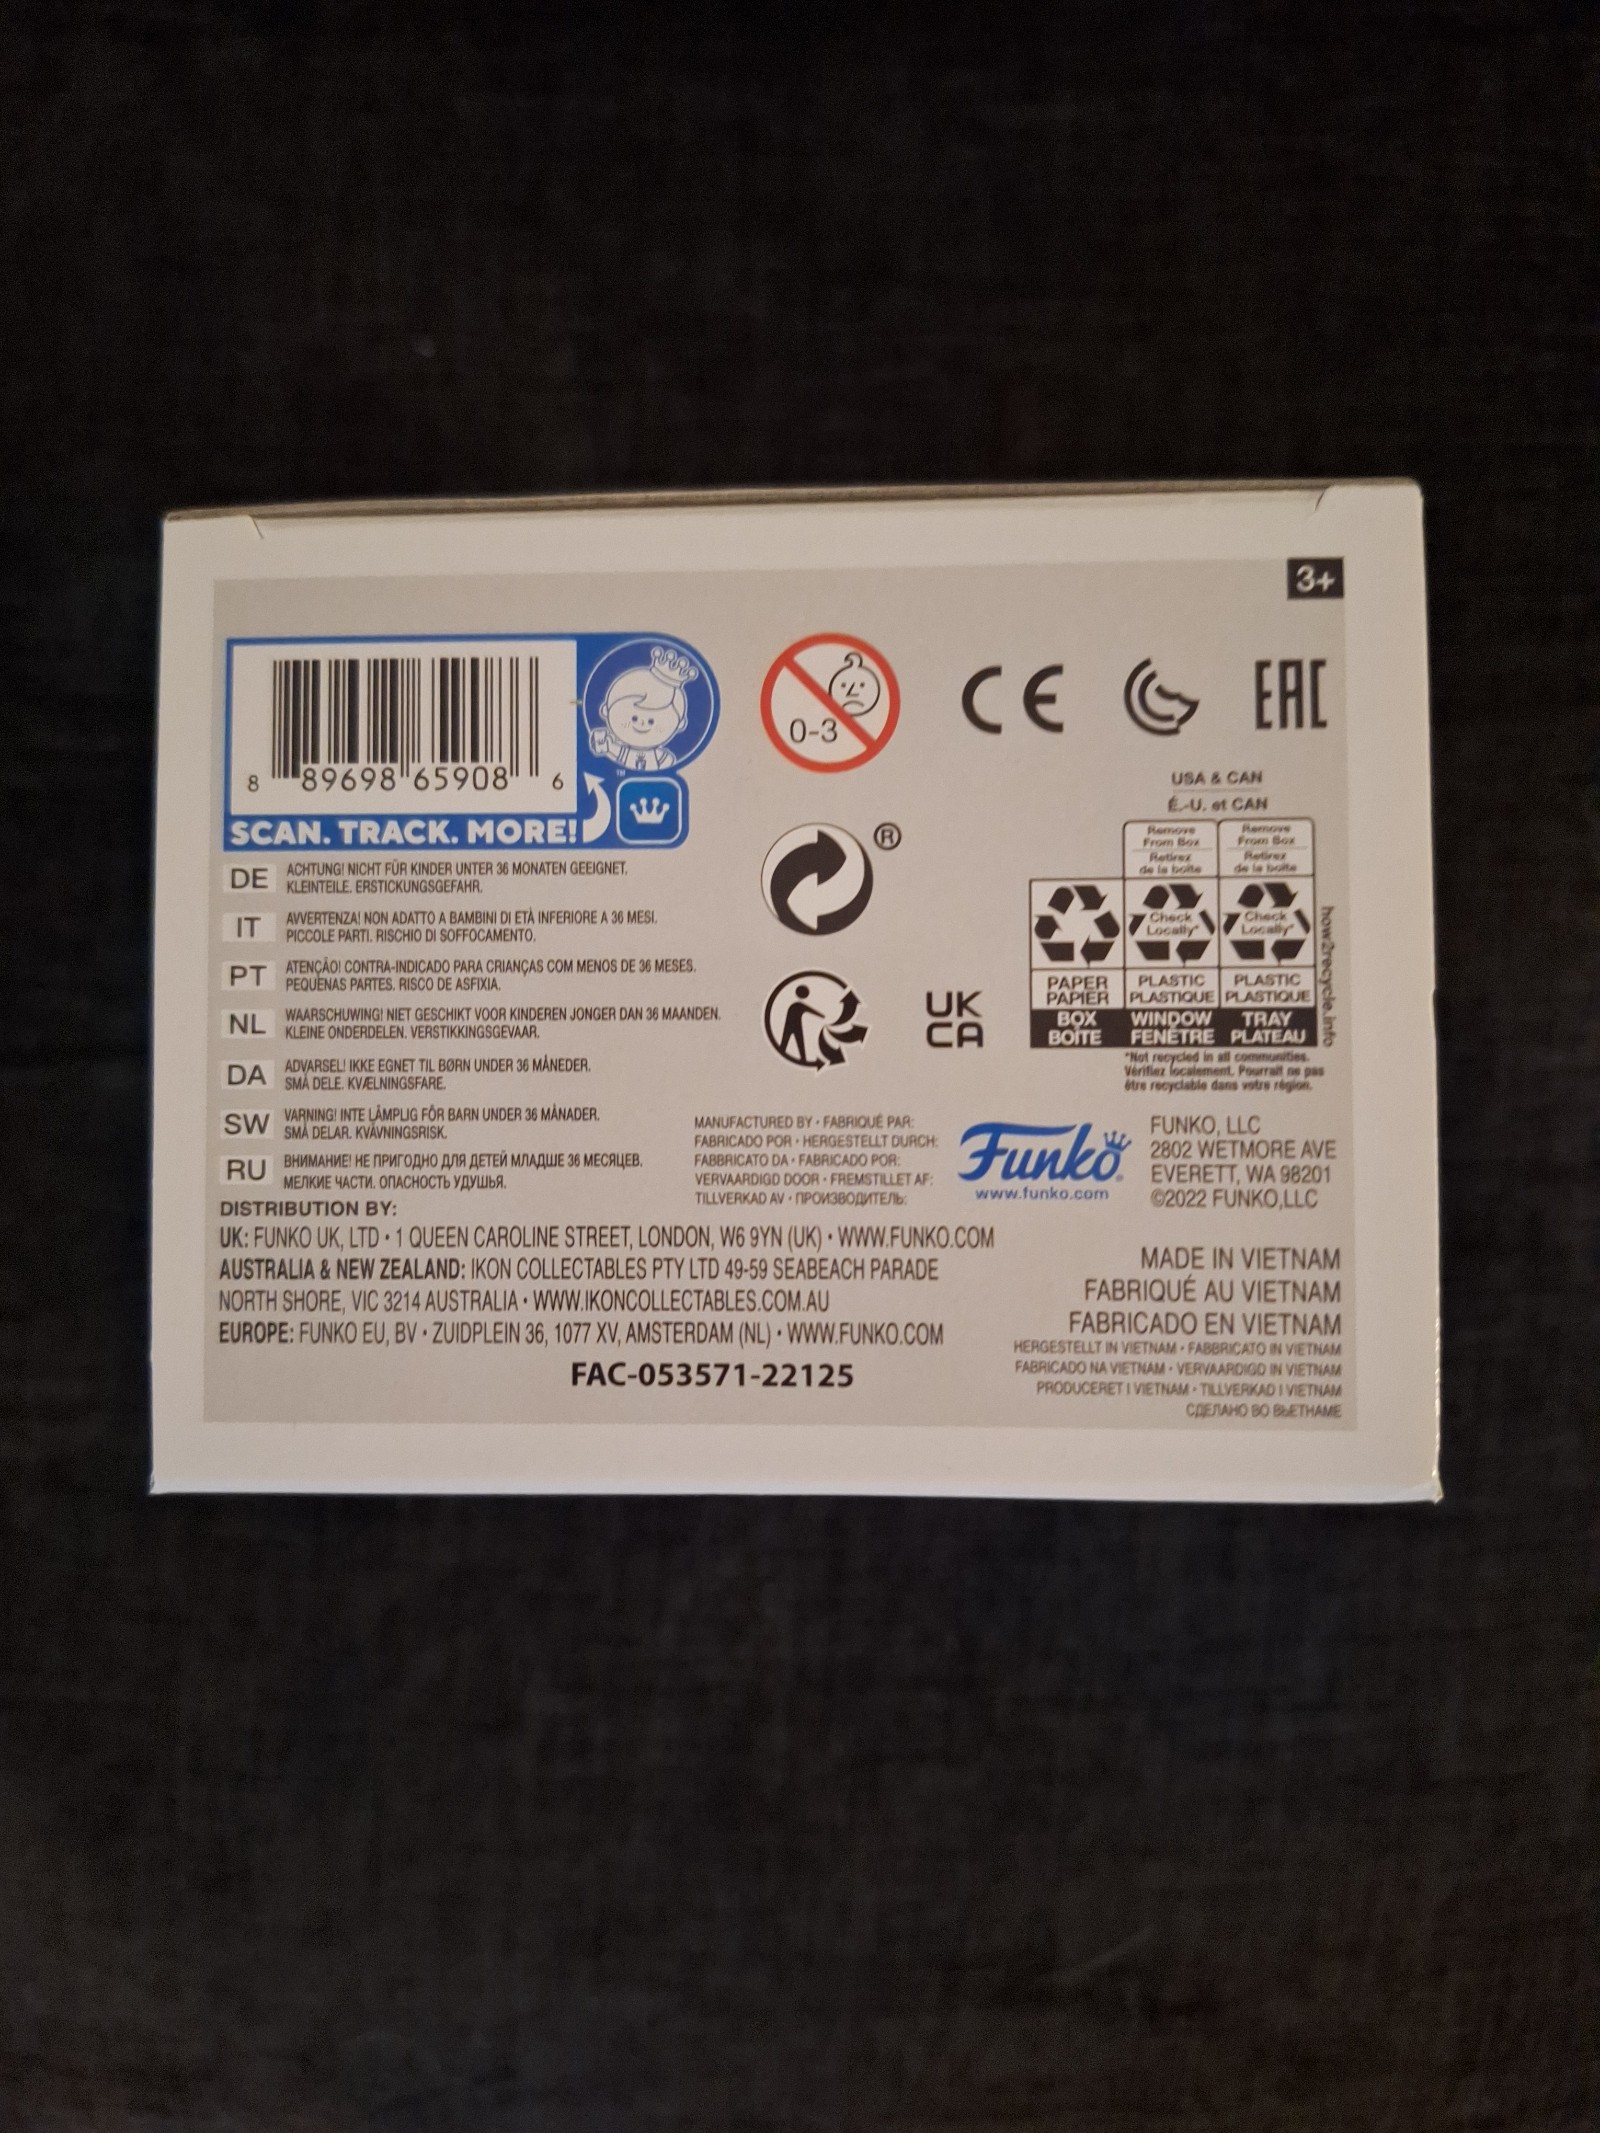 3+
8 89698 65908 6
SCAN. TRACK. MORE!
TM
0-3
CE
EAC
USA & CAN
É.-U. et CAN
Remove From Box
Retirez de la boîte
Remove From Box
Retirez de la boîte
Check Locally*
Check Locally*
PAPER PAPIER
PLASTIC PLASTIQUE
PLASTIC PLASTIQUE
BOX BOÎTE
WINDOW FENÊTRE
TRAY PLATEAU
how2recycle.info
*Not recycled in all communities.
Vérifiez localement. Pourrait ne pas
être recyclable dans votre région.
®
UK
CA
DE ACHTUNG! NICHT FÜR KINDER UNTER 36 MONATEN GEEIGNET.
KLEINTEILE. ERSTICKUNGSGEFAHR.
IT AVVERTENZA! NON ADATTO A BAMBINI DI ETÀ INFERIORE A 36 MESI.
PICCOLE PARTI. RISCHIO DI SOFFOCAMENTO.
PT ATENÇÃO! CONTRA-INDICADO PARA CRIANÇAS COM MENOS DE 36 MESES.
PEQUENAS PARTES. RISCO DE ASFIXIA.
NL WAARSCHUWING! NIET GESCHIKT VOOR KINDEREN JONGER DAN 36 MAANDEN.
KLEINE ONDERDELEN. VERSTIKKINGSGEVAAR.
DA ADVARSEL! IKKE EGNET TIL BØRN UNDER 36 MÅNEDER.
SMÅ DELE. KVÆLNINGSFARE.
SW VARNING! INTE LÄMPLIG FÖR BARN UNDER 36 MÅNADER.
SMÅ DELAR. KVÄVNINGSRISK.
RU ВНИМАНИЕ! НЕ ПРИГОДНО ДЛЯ ДЕТЕЙ МЛАДШЕ 36 МЕСЯЦЕВ.
МЕЛКИЕ ЧАСТИ. ОПАСНОСТЬ УДУШЬЯ.
MANUFACTURED BY • FABRIQUÉ PAR:
FABRICADO POR • HERGESTELLT DURCH:
FABBRICATO DA • FABRICADO POR:
VERVAARDIGD DOOR • FREMSTILLET AF:
TILLVERKAD AV • ПРОИЗВОДИТЕЛЬ:
Funko®
www.funko.com
FUNKO, LLC
2802 WETMORE AVE
EVERETT, WA 98201
©2022 FUNKO,LLC
DISTRIBUTION BY:
UK: FUNKO UK, LTD • 1 QUEEN CAROLINE STREET, LONDON, W6 9YN (UK) • WWW.FUNKO.COM
AUSTRALIA & NEW ZEALAND: IKON COLLECTABLES PTY LTD 49-59 SEABEACH PARADE
NORTH SHORE, VIC 3214 AUSTRALIA • WWW.IKONCOLLECTABLES.COM.AU
EUROPE: FUNKO EU, BV • ZUIDPLEIN 36, 1077 XV, AMSTERDAM (NL) • WWW.FUNKO.COM
FAC-053571-22125
MADE IN VIETNAM
FABRIQUÉ AU VIETNAM
FABRICADO EN VIETNAM
HERGESTELLT IN VIETNAM • FABBRICATO IN VIETNAM
FABRICADO NA VIETNAM • VERVAARDIGD IN VIETNAM
PRODUCERET I VIETNAM • TILLVERKAD I VIETNAM
СДЕЛАНО ВО ВЬЕТНАМЕ